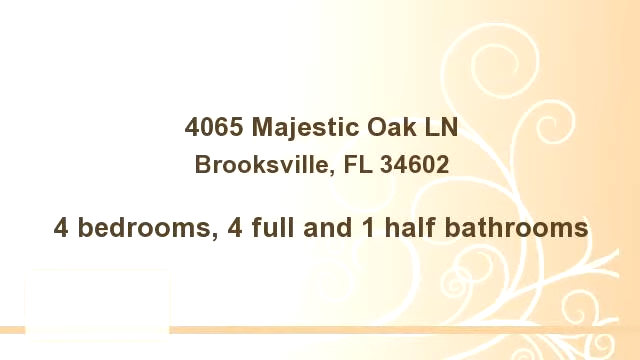 4065 Majestic Oak LN
Brooksville, FL 34602
4 bedrooms, 4 full and 1 half bathrooms